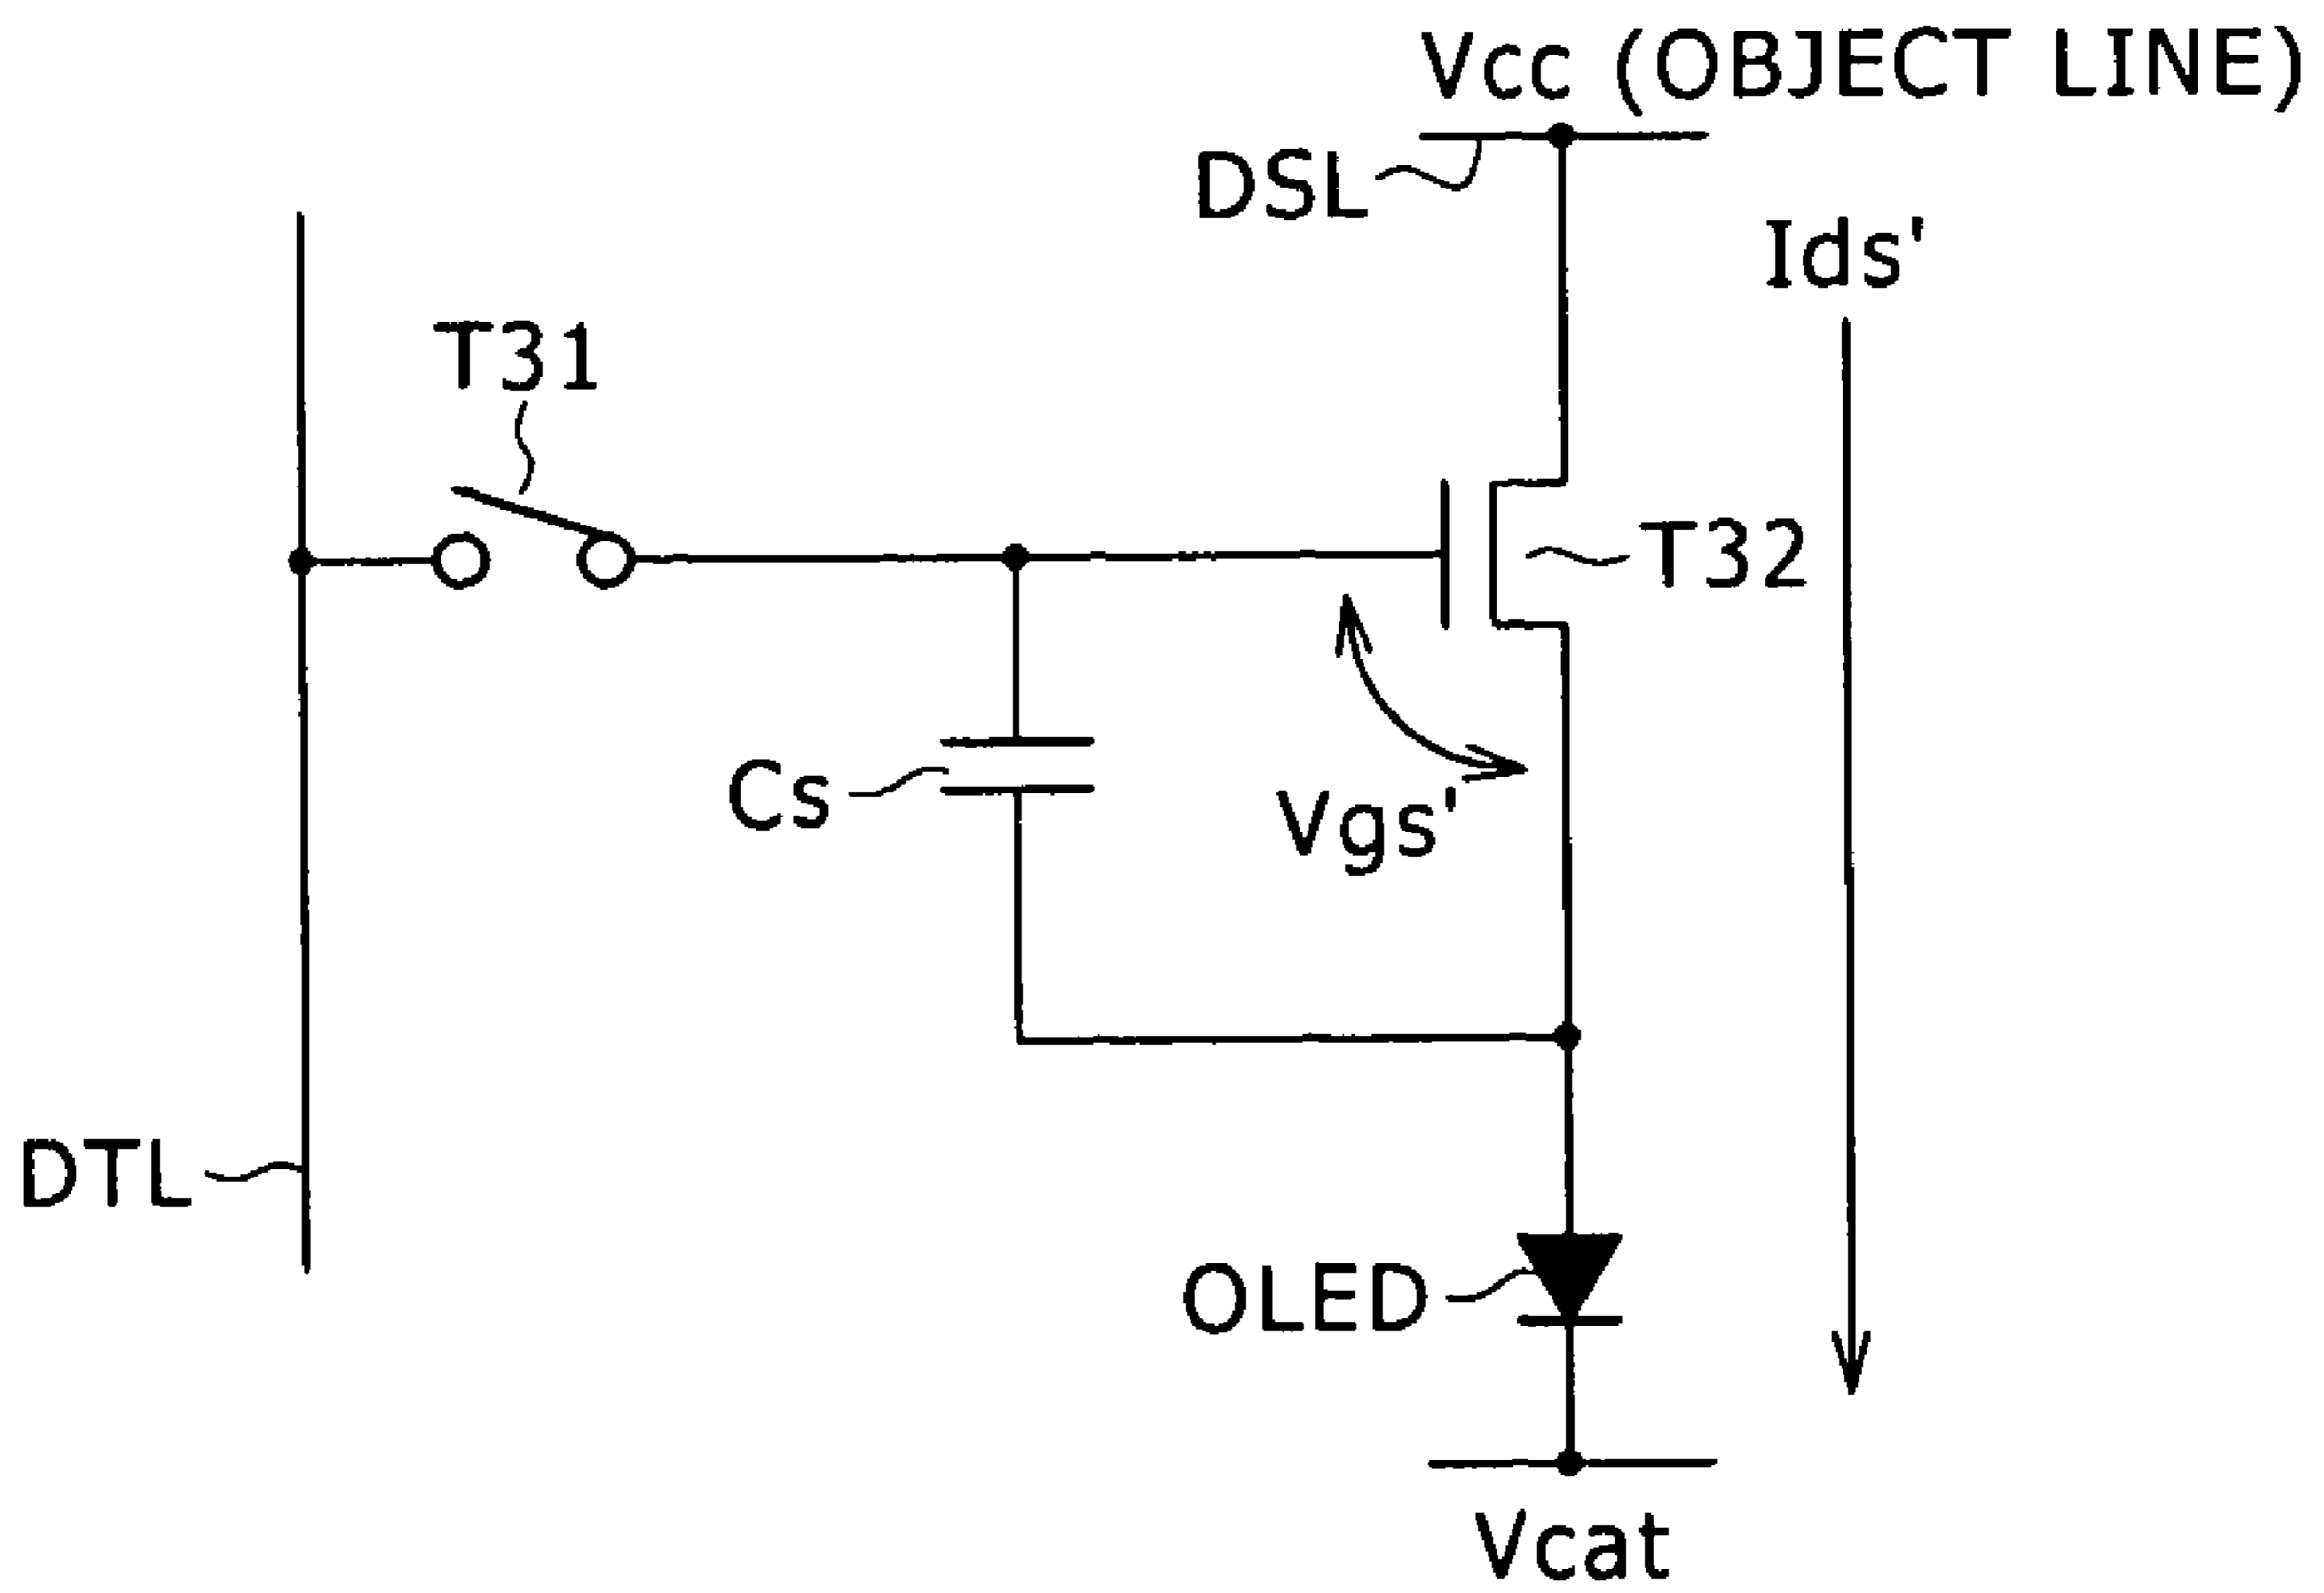 Vcc (OBJECT LINE)
DSL
Ids'
T31
T32
Cs
Vgs'
DTL
OLED
Vcat